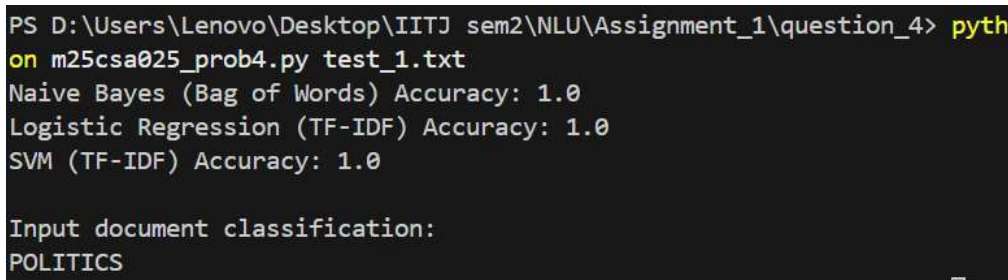 PS D:\Users\Lenovo\Desktop\IITJ sem2\NLU\Assignment_1\question_4> pyth
on m25csa025_prob4.py test_1.txt
Naive Bayes (Bag of Words) Accuracy: 1.0
Logistic Regression (TF-IDF) Accuracy: 1.0
SVM (TF-IDF) Accuracy: 1.0
Input document classification:
POLITICS